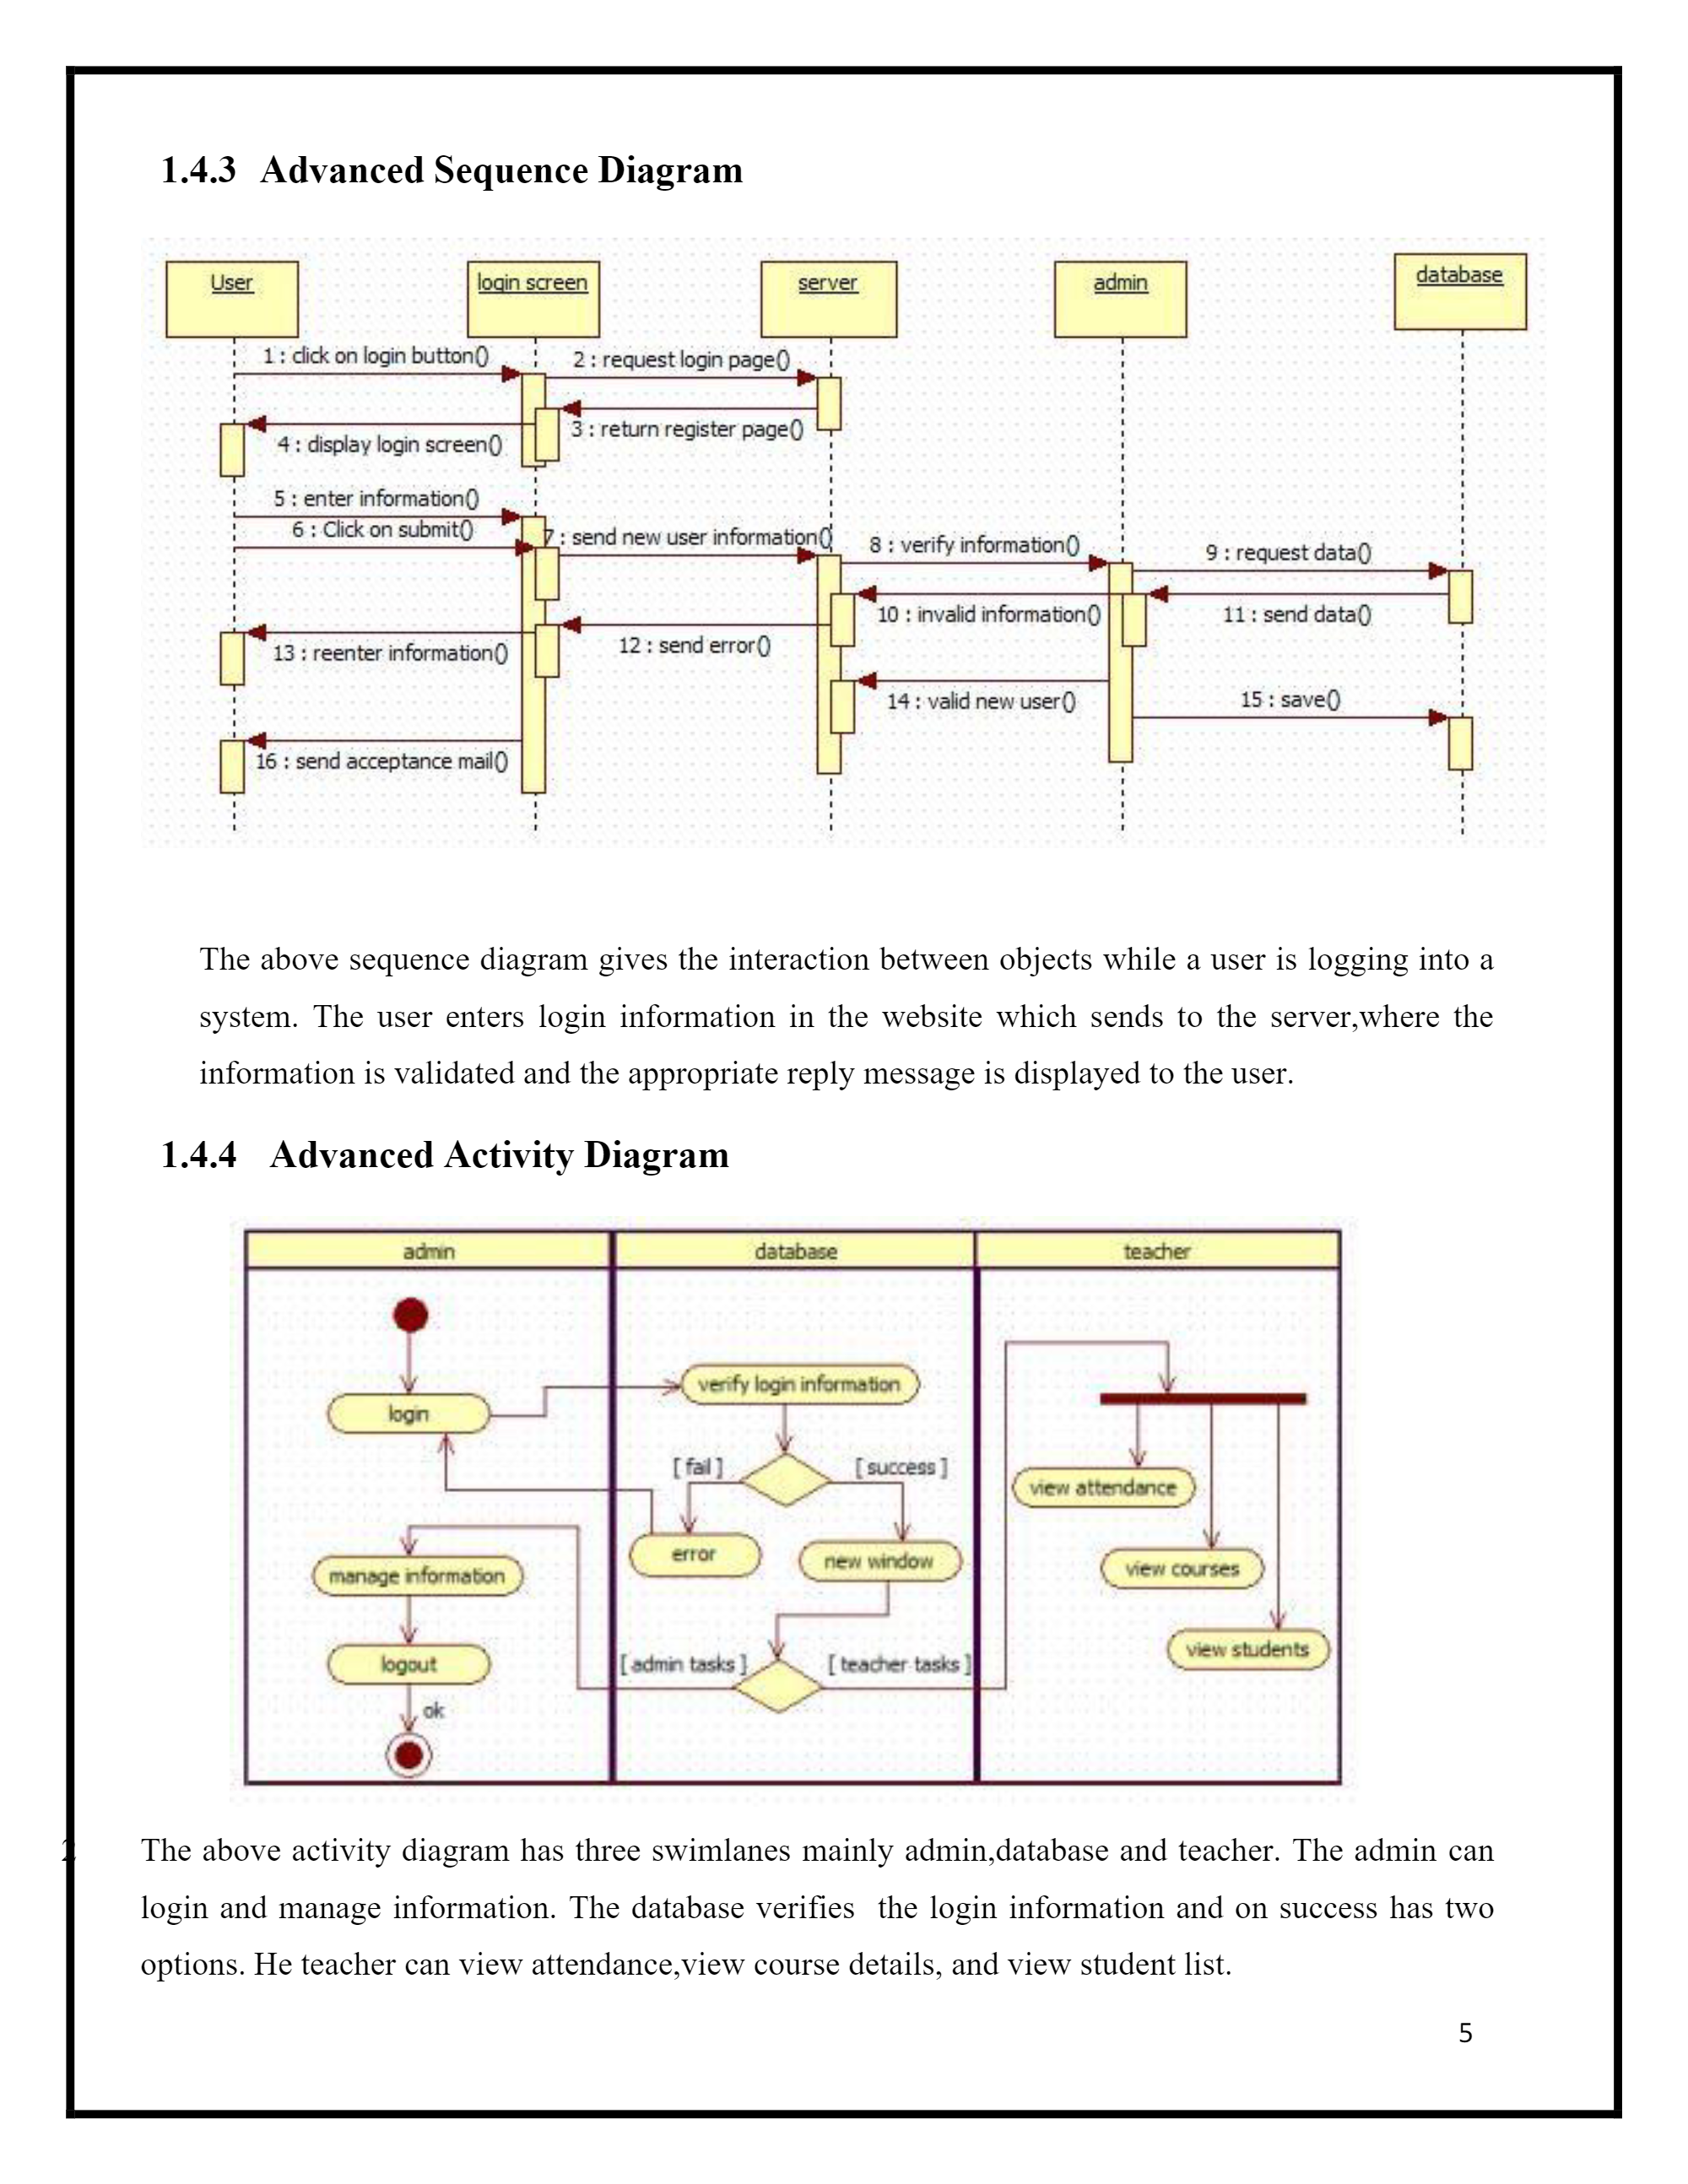 1.4.3 Advanced Sequence Diagram
User
login screen
server
admin
database
1 : click on login button()
2 : request login page()
3 : return register page()
4 : display login screen()
5 : enter information()
6 : Click on submit()
7 : send new user information()
8 : verify information()
9 : request data()
10 : invalid information()
11 : send data()
12 : send error()
13 : reenter information()
14 : valid new user()
15 : save()
16 : send acceptance mail()
The above sequence diagram gives the interaction between objects while a user is logging into a
system. The user enters login information in the website which sends to the server,where the
information is validated and the appropriate reply message is displayed to the user.
1.4.4 Advanced Activity Diagram
admin
database
teacher
login
verify login information
[ fail ]
[ success ]
view attendance
error
new window
view courses
manage information
view students
logout
[ admin tasks ]
[ teacher tasks ]
ok
2 The above activity diagram has three swimlanes mainly admin,database and teacher. The admin can
login and manage information. The database verifies the login information and on success has two
options. He teacher can view attendance,view course details, and view student list.
5